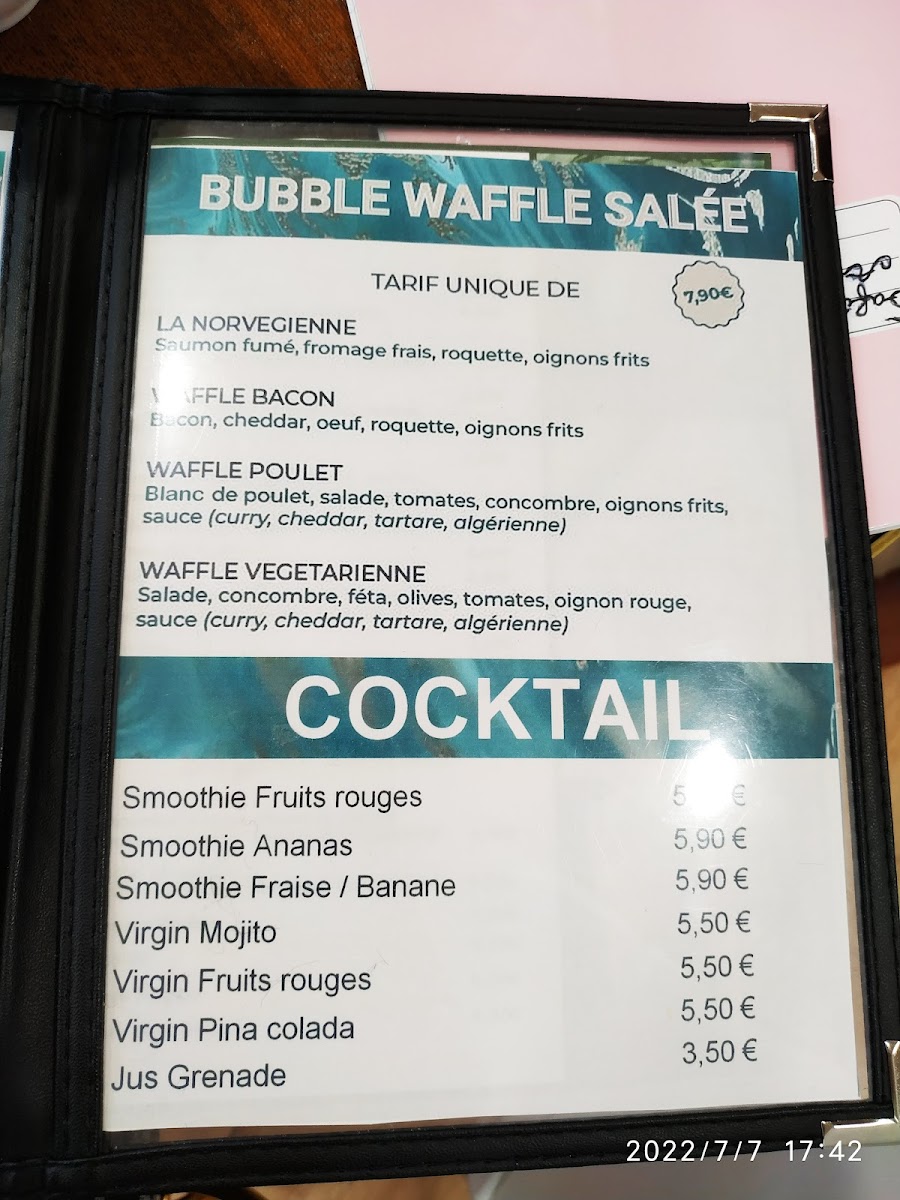 BUBBLE WAFFLE SALÉE
TARIF UNIQUE DE 7,90€
LA NORVEGIENNE
Saumon fumé, fromage frais, roquette, oignons frits
WAFFLE BACON
Bacon, cheddar, oeuf, roquette, oignons frits
WAFFLE POULET
Blanc de poulet, salade, tomates, concombre, oignons frits,
sauce (curry, cheddar, tartare, algérienne)
WAFFLE VEGETARIENNE
Salade, concombre, féta, olives, tomates, oignon rouge,
sauce (curry, cheddar, tartare, algérienne)
COCKTAIL
Smoothie Fruits rouges 5 €
Smoothie Ananas 5,90 €
Smoothie Fraise / Banane 5,90 €
Virgin Mojito 5,50 €
Virgin Fruits rouges 5,50 €
Virgin Pina colada 5,50 €
Jus Grenade 3,50 €
2022/7/7 17:42